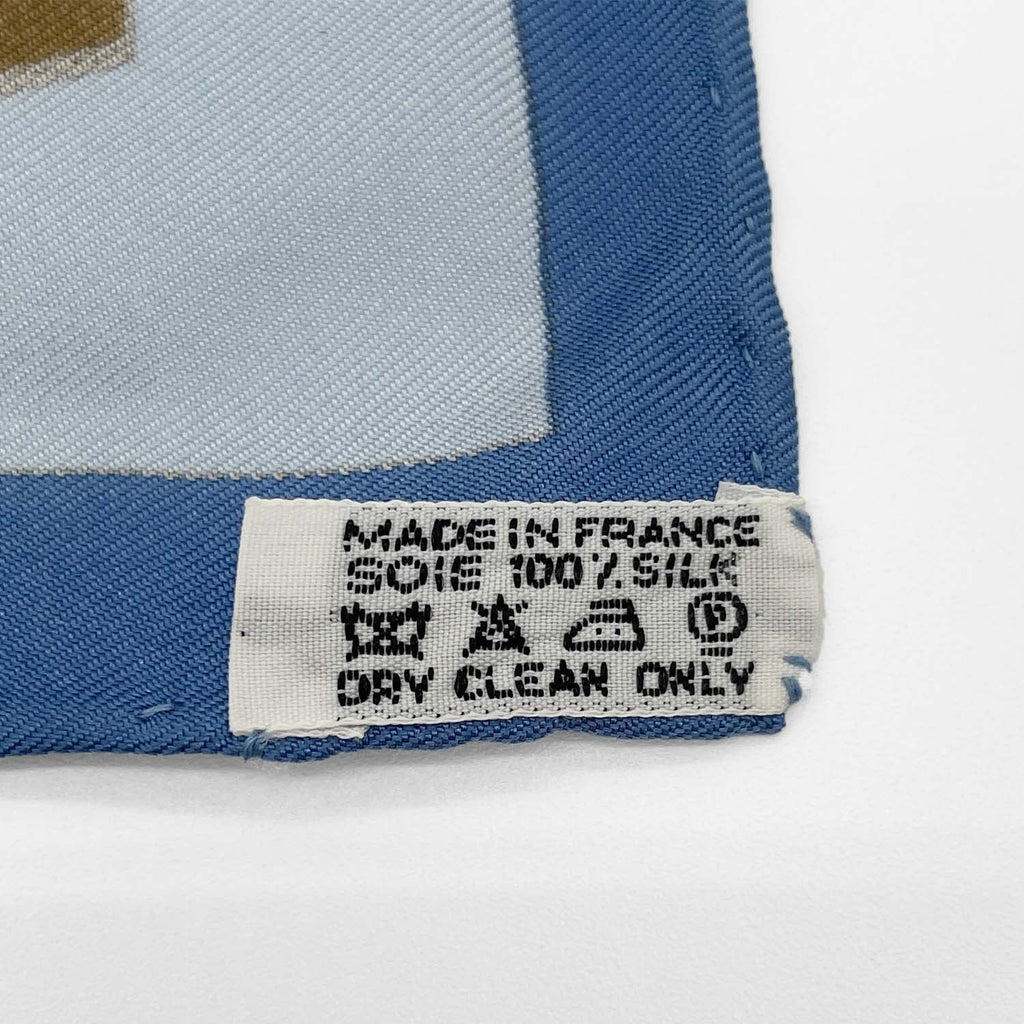 MADE IN FRANCE
SOIE 100% SILK
DRY CLEAN ONLY